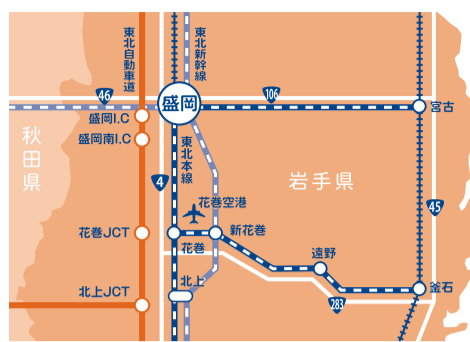 東北自動車道
東北新幹線
46
盛岡
106
宮古
盛岡I.C
盛岡南I.C
秋田県
東北本線
岩手県
4
花巻空港
45
花巻JCT
新花巻
花巻
遠野
北上
北上JCT
釜石
283